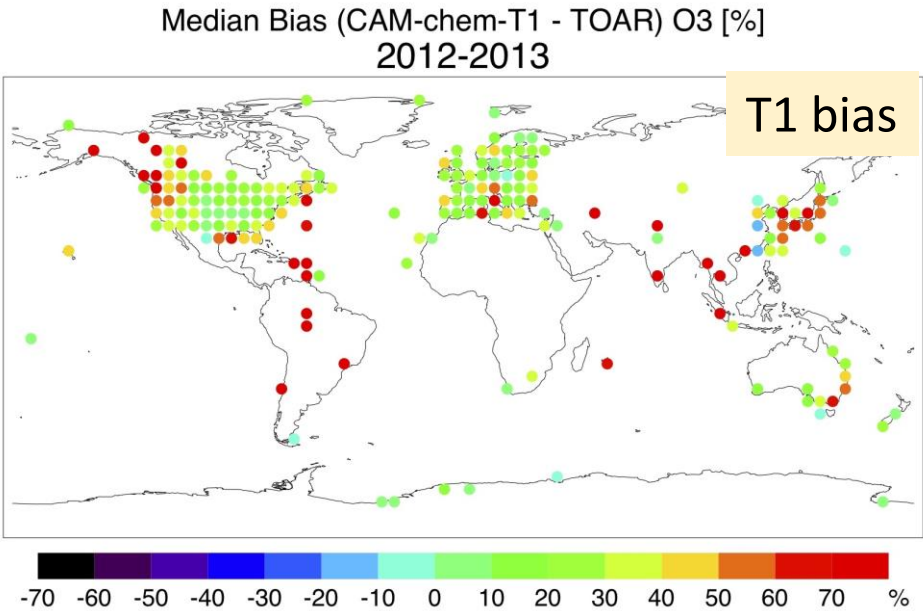 Median Bias (CAM-chem-T1 - TOAR) O3 [%]
2012-2013
T1 bias
-70 -60 -50 -40 -30 -20 -10 0 10 20 30 40 50 60 70 %